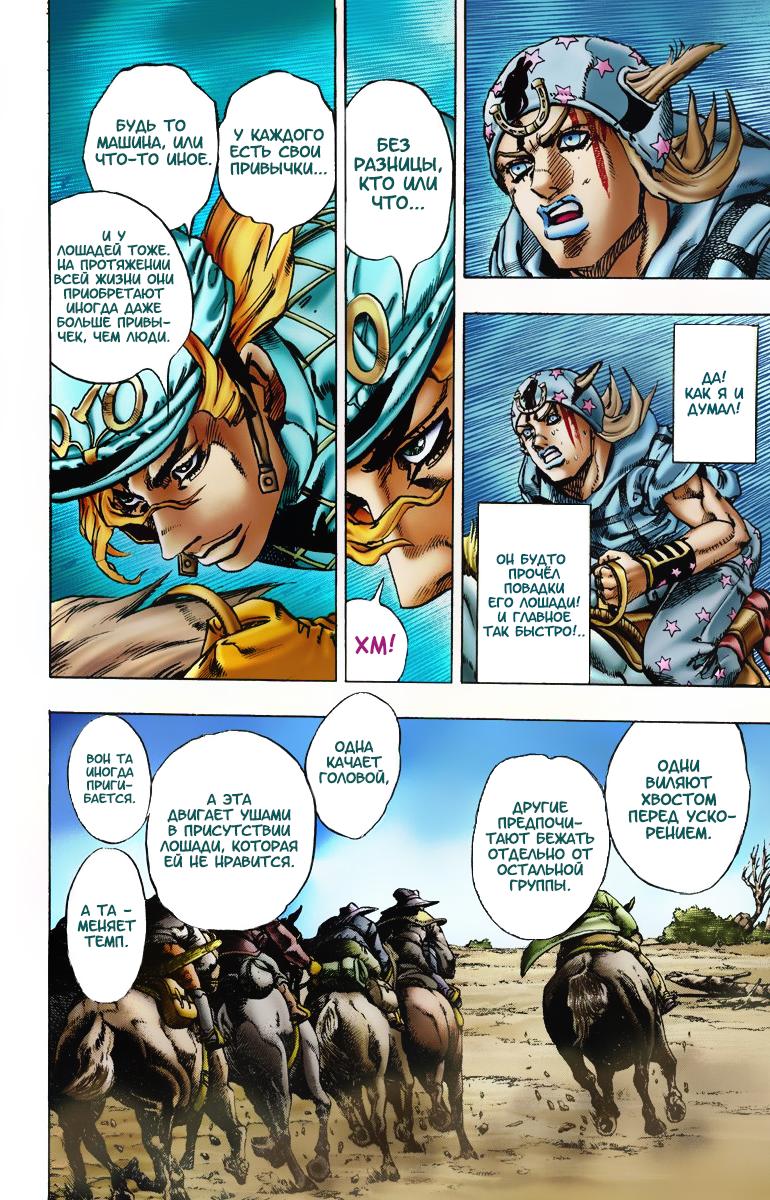 ДА!
КАК Я И
ДУМАЛ!
ОН БУДТО
ПРОЧЁЛ
ПОВАДКИ
ЕГО ЛОШАДИ!
И ГЛАВНОЕ
ТАК БЫСТРО!..
БЕЗ
РАЗНИЦЫ,
КТО ИЛИ
ЧТО...
ХМ!
У КАЖДОГО
ЕСТЬ СВОИ
ПРИВЫЧКИ...
БУДЬ ТО
МАШИНА, ИЛИ
ЧТО-ТО ИНОЕ.
И У
ЛОШАДЕЙ ТОЖЕ.
НА ПРОТЯЖЕНИИ
ВСЕЙ ЖИЗНИ ОНИ
ПРИОБРЕТАЮТ
ИНОГДА ДАЖЕ
БОЛЬШЕ ПРИВЫ-
ЧЕК, ЧЕМ ЛЮДИ.
DIO
ОДНИ
ВИЛЯЮТ
ХВОСТОМ
ПЕРЕД УСКО-
РЕНИЕМ.
ДРУГИЕ
ПРЕДПОЧИ-
ТАЮТ БЕЖАТЬ
ОТДЕЛЬНО ОТ
ОСТАЛЬНОЙ
ГРУППЫ.
ОДНА
КАЧАЕТ
ГОЛОВОЙ,
А ЭТА
ДВИГАЕТ УШАМИ
В ПРИСУТСТВИИ
ЛОШАДИ, КОТОРАЯ
ЕЙ НЕ НРАВИТСЯ.
ВОН ТА
ИНОГДА
ПРИГИ-
БАЕТСЯ.
А ТА -
МЕНЯЕТ
ТЕМП.